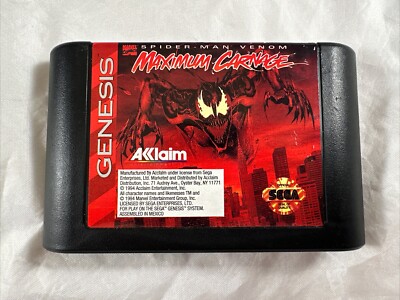 GENESIS
SPIDER-MAN VENOM
MAXIMUM CARNAGE
AKklaim
Manufactured by Acclaim under license from Sega
Enterprises, Ltd. Marketed and Distributed by Acclaim
Distribution, Inc. 71 Audrey Ave., Oyster Bay, NY 11771
© 1994 Acclaim Entertainment, Inc.
All character names and likenesses TM and
© 1994 Marvel Entertainment Group, Inc.
LICENSED BY SEGA ENTERPRISES, LTD.
FOR PLAY ON THE SEGA™ GENESIS™ SYSTEM.
ASSEMBLED IN MEXICO
SEGA